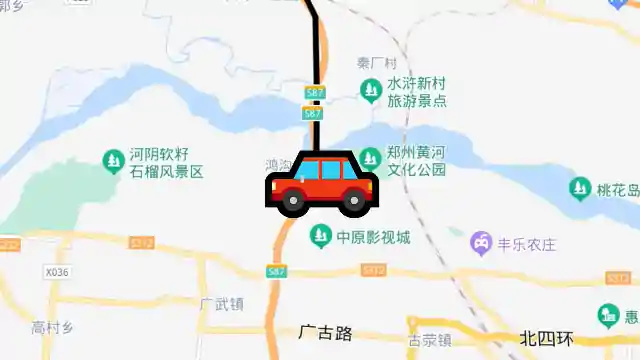 郭乡
秦厂村
水浒新村
旅游景点
S87
S87
河阴软籽
石榴风景区
鸿沟
郑州黄河
文化公园
桃花岛
中原影视城
丰乐农庄
S312
X036
S87
S312
S313
广武镇
高村乡
广古路
古荥镇
北四环
惠